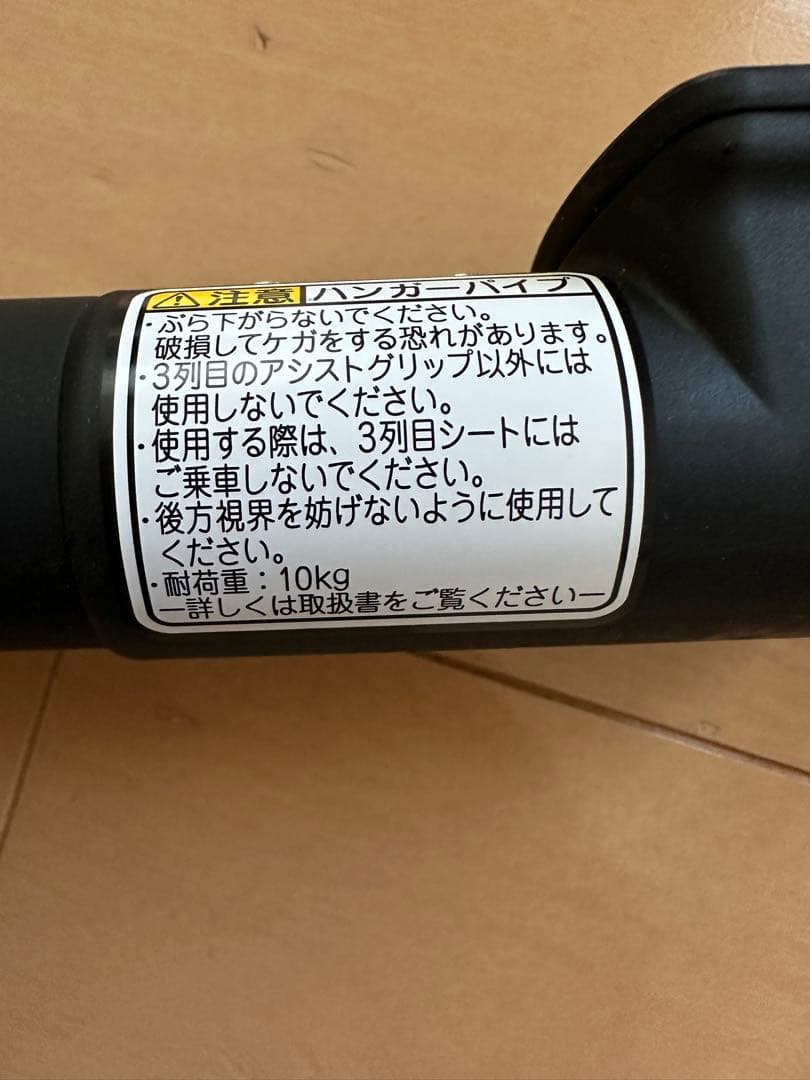 ⚠注意 ハンガーパイプ
・ぶら下がらないでください。
破損してケガをする恐れがあります。
・3列目のアシストグリップ以外には
使用しないでください。
・使用する際は、3列目シートには
ご乗車しないでください。
・後方視界を妨げないように使用して
ください。
・耐荷重：10kg
ー詳しくは取扱書をご覧くださいー